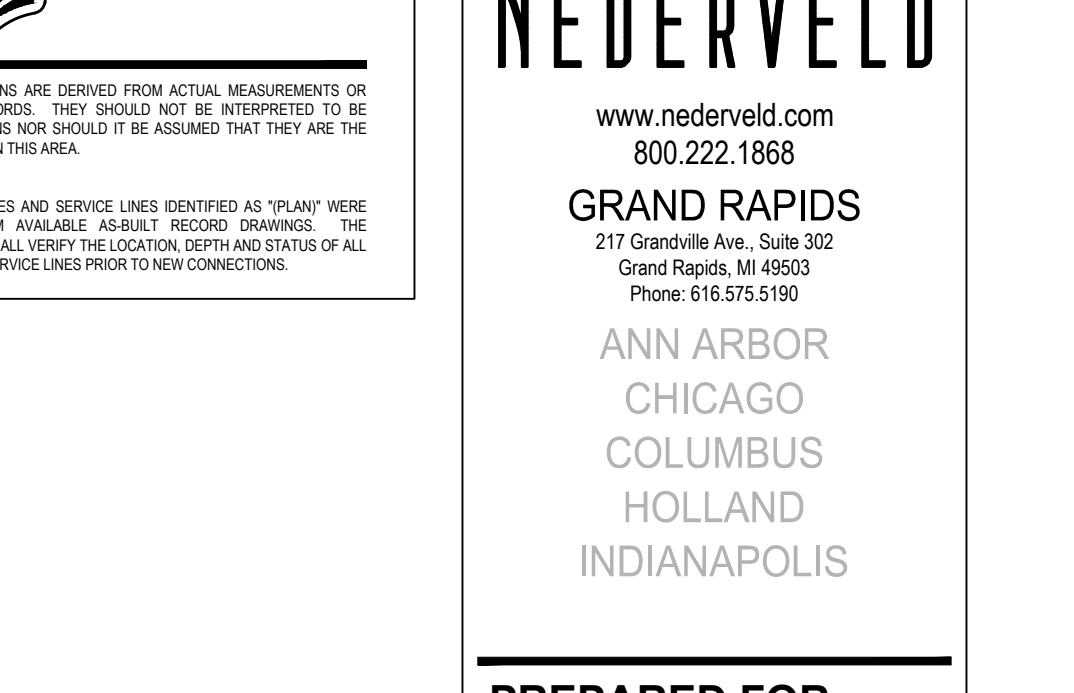 NS ARE DERIVED FROM ACTUAL MEASUREMENTS OR
ORDS. THEY SHOULD NOT BE INTERPRETED TO BE
NS NOR SHOULD IT BE ASSUMED THAT THEY ARE THE
N THIS AREA.
ES AND SERVICE LINES IDENTIFIED AS "(PLAN)" WERE
M AVAILABLE AS-BUILT RECORD DRAWINGS. THE
ALL VERIFY THE LOCATION, DEPTH AND STATUS OF ALL
RVICE LINES PRIOR TO NEW CONNECTIONS.
NEDERVELD
www.nederveld.com
800.222.1868
GRAND RAPIDS
217 Grandville Ave., Suite 302
Grand Rapids, MI 49503
Phone: 616.575.5190
ANN ARBOR
CHICAGO
COLUMBUS
HOLLAND
INDIANAPOLIS
PREPARED FOR